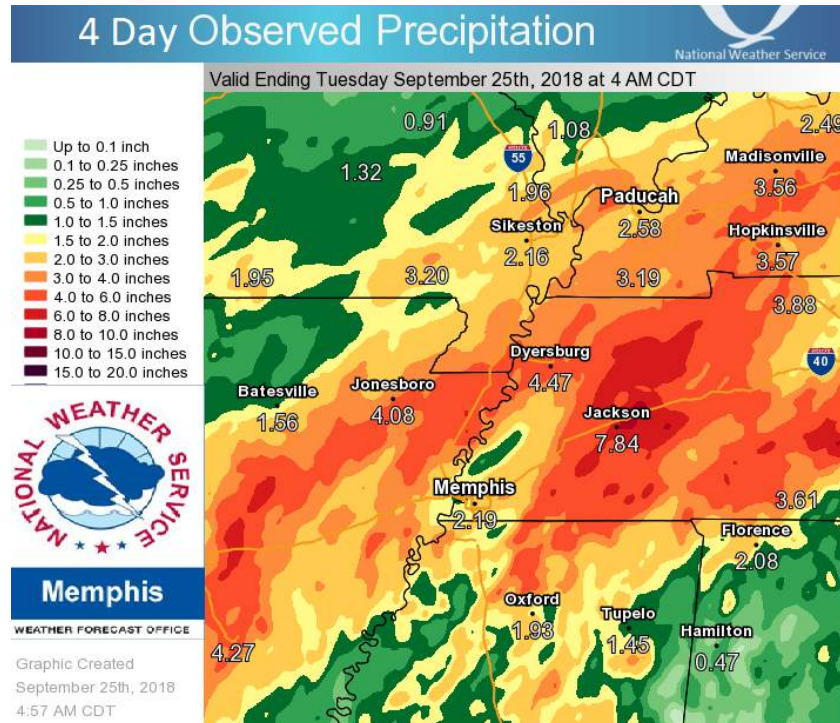 4 Day Observed Precipitation
National Weather Service
Valid Ending Tuesday September 25th, 2018 at 4 AM CDT
Up to 0.1 inch
0.1 to 0.25 inches
0.25 to 0.5 inches
0.5 to 1.0 inches
1.0 to 1.5 inches
1.5 to 2.0 inches
2.0 to 3.0 inches
3.0 to 4.0 inches
4.0 to 6.0 inches
6.0 to 8.0 inches
8.0 to 10.0 inches
10.0 to 15.0 inches
15.0 to 20.0 inches
NATIONAL WEATHER SERVICE
Memphis
WEATHER FORECAST OFFICE
Graphic Created
September 25th, 2018
4:57 AM CDT
0.91
1.08
2.49
55
1.32
Madisonville
3.56
1.96
Paducah
2.58
Sikeston
2.16
Hopkinsville
3.57
1.95
3.20
3.19
3.88
Dyersburg
4.47
40
Batesville
1.56
Jonesboro
4.08
Jackson
7.84
Memphis
2.19
3.61
Florence
2.08
Oxford
1.93
Tupelo
1.45
Hamilton
0.47
4.27